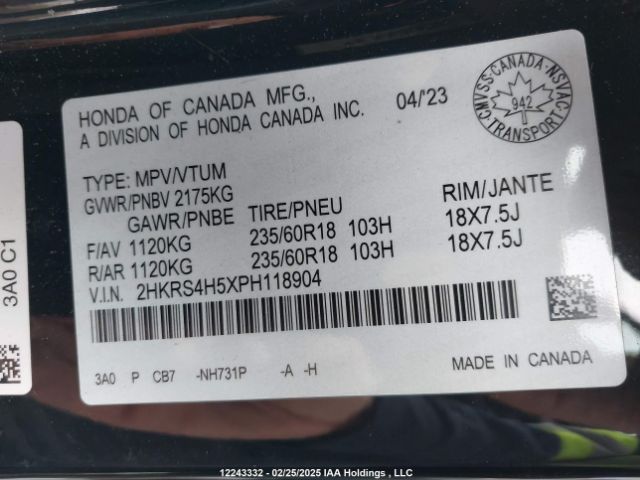 HONDA OF CANADA MFG.,
A DIVISION OF HONDA CANADA INC.
04/'23
CMVSS·CANADA·NSVAC
942
TRANSPORT
TYPE: MPV/VTUM
GVWR/PNBV 2175KG
GAWR/PNBE TIRE/PNEU RIM/JANTE
F/AV 1120KG 235/60R18 103H 18X7.5J
R/AR 1120KG 235/60R18 103H 18X7.5J
V.I.N. 2HKRS4H5XPH118904
3A0 P CB7 -NH731P -A -H
MADE IN CANADA
3A0 C1
12243332 - 02/25/2025 IAA Holdings , LLC